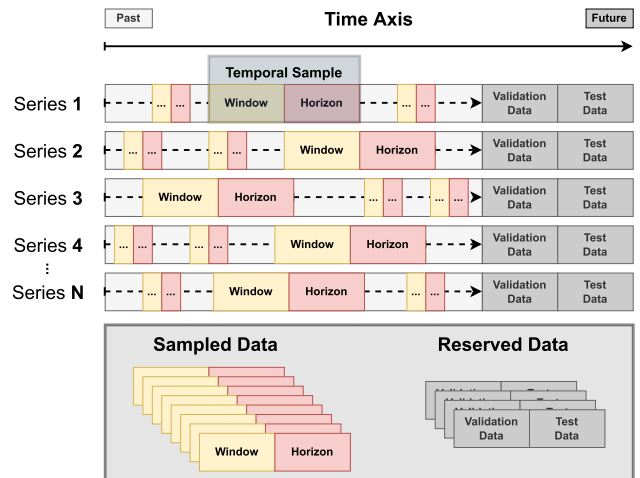 Past
Time Axis
Future
Temporal Sample
Series 1
... ...
Window Horizon
... ...
Validation Data
Test Data
Series 2
... ...
... ...
Window Horizon
Validation Data
Test Data
Series 3
Window Horizon
... ...
... ...
Validation Data
Test Data
Series 4
... ...
... ...
Window Horizon
Validation Data
Test Data
...
Series N
... ...
Window Horizon
... ...
Validation Data
Test Data
Sampled Data
Reserved Data
Window Horizon
Validation Data
Test Data